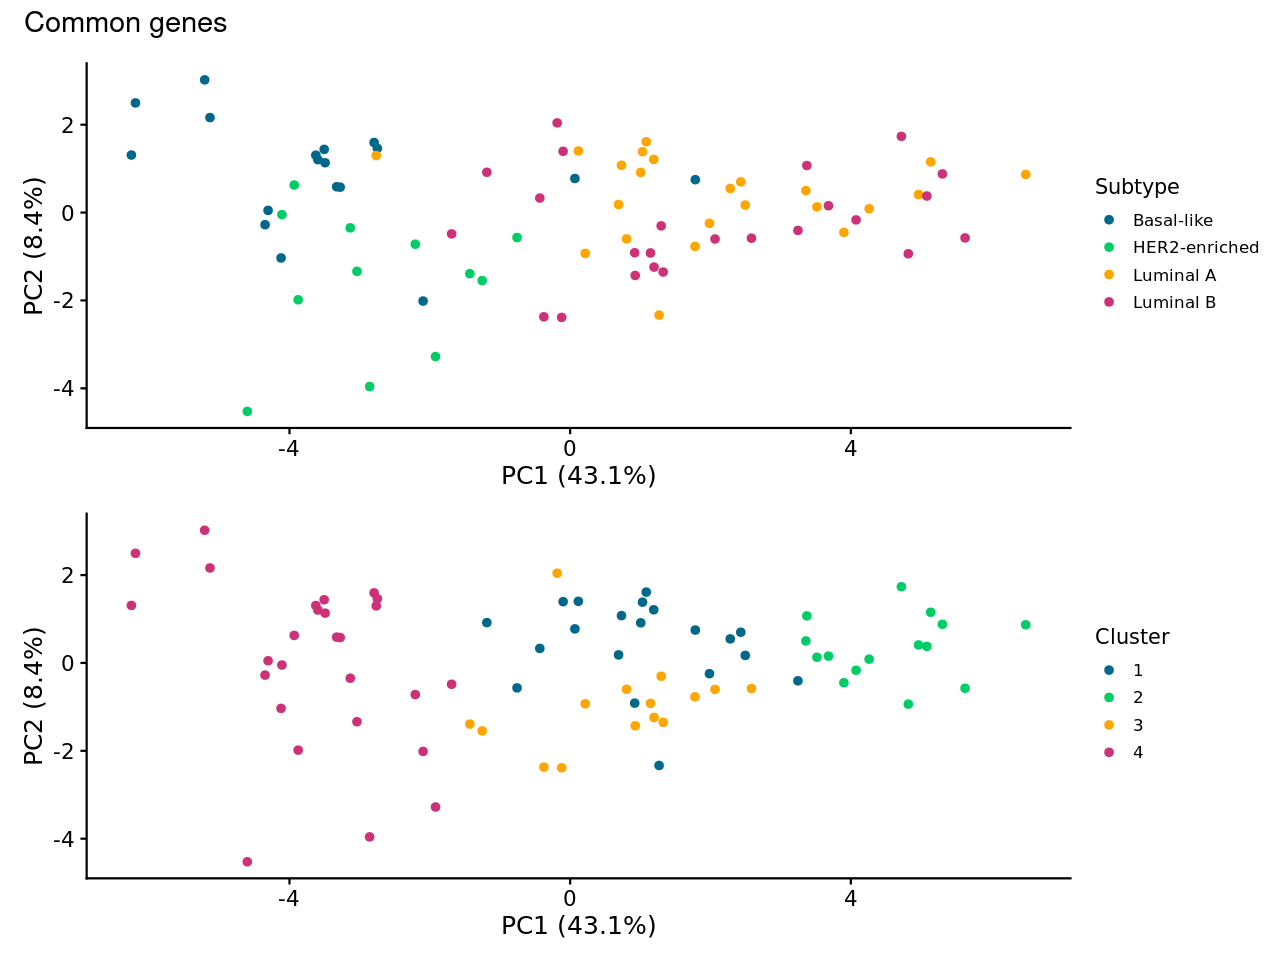 Common genes
2
0
-2
-4
PC2 (8.4%)
-4
0
4
PC1 (43.1%)
Subtype
Basal-like
HER2-enriched
Luminal A
Luminal B
2
0
-2
-4
PC2 (8.4%)
-4
0
4
PC1 (43.1%)
Cluster
1
2
3
4